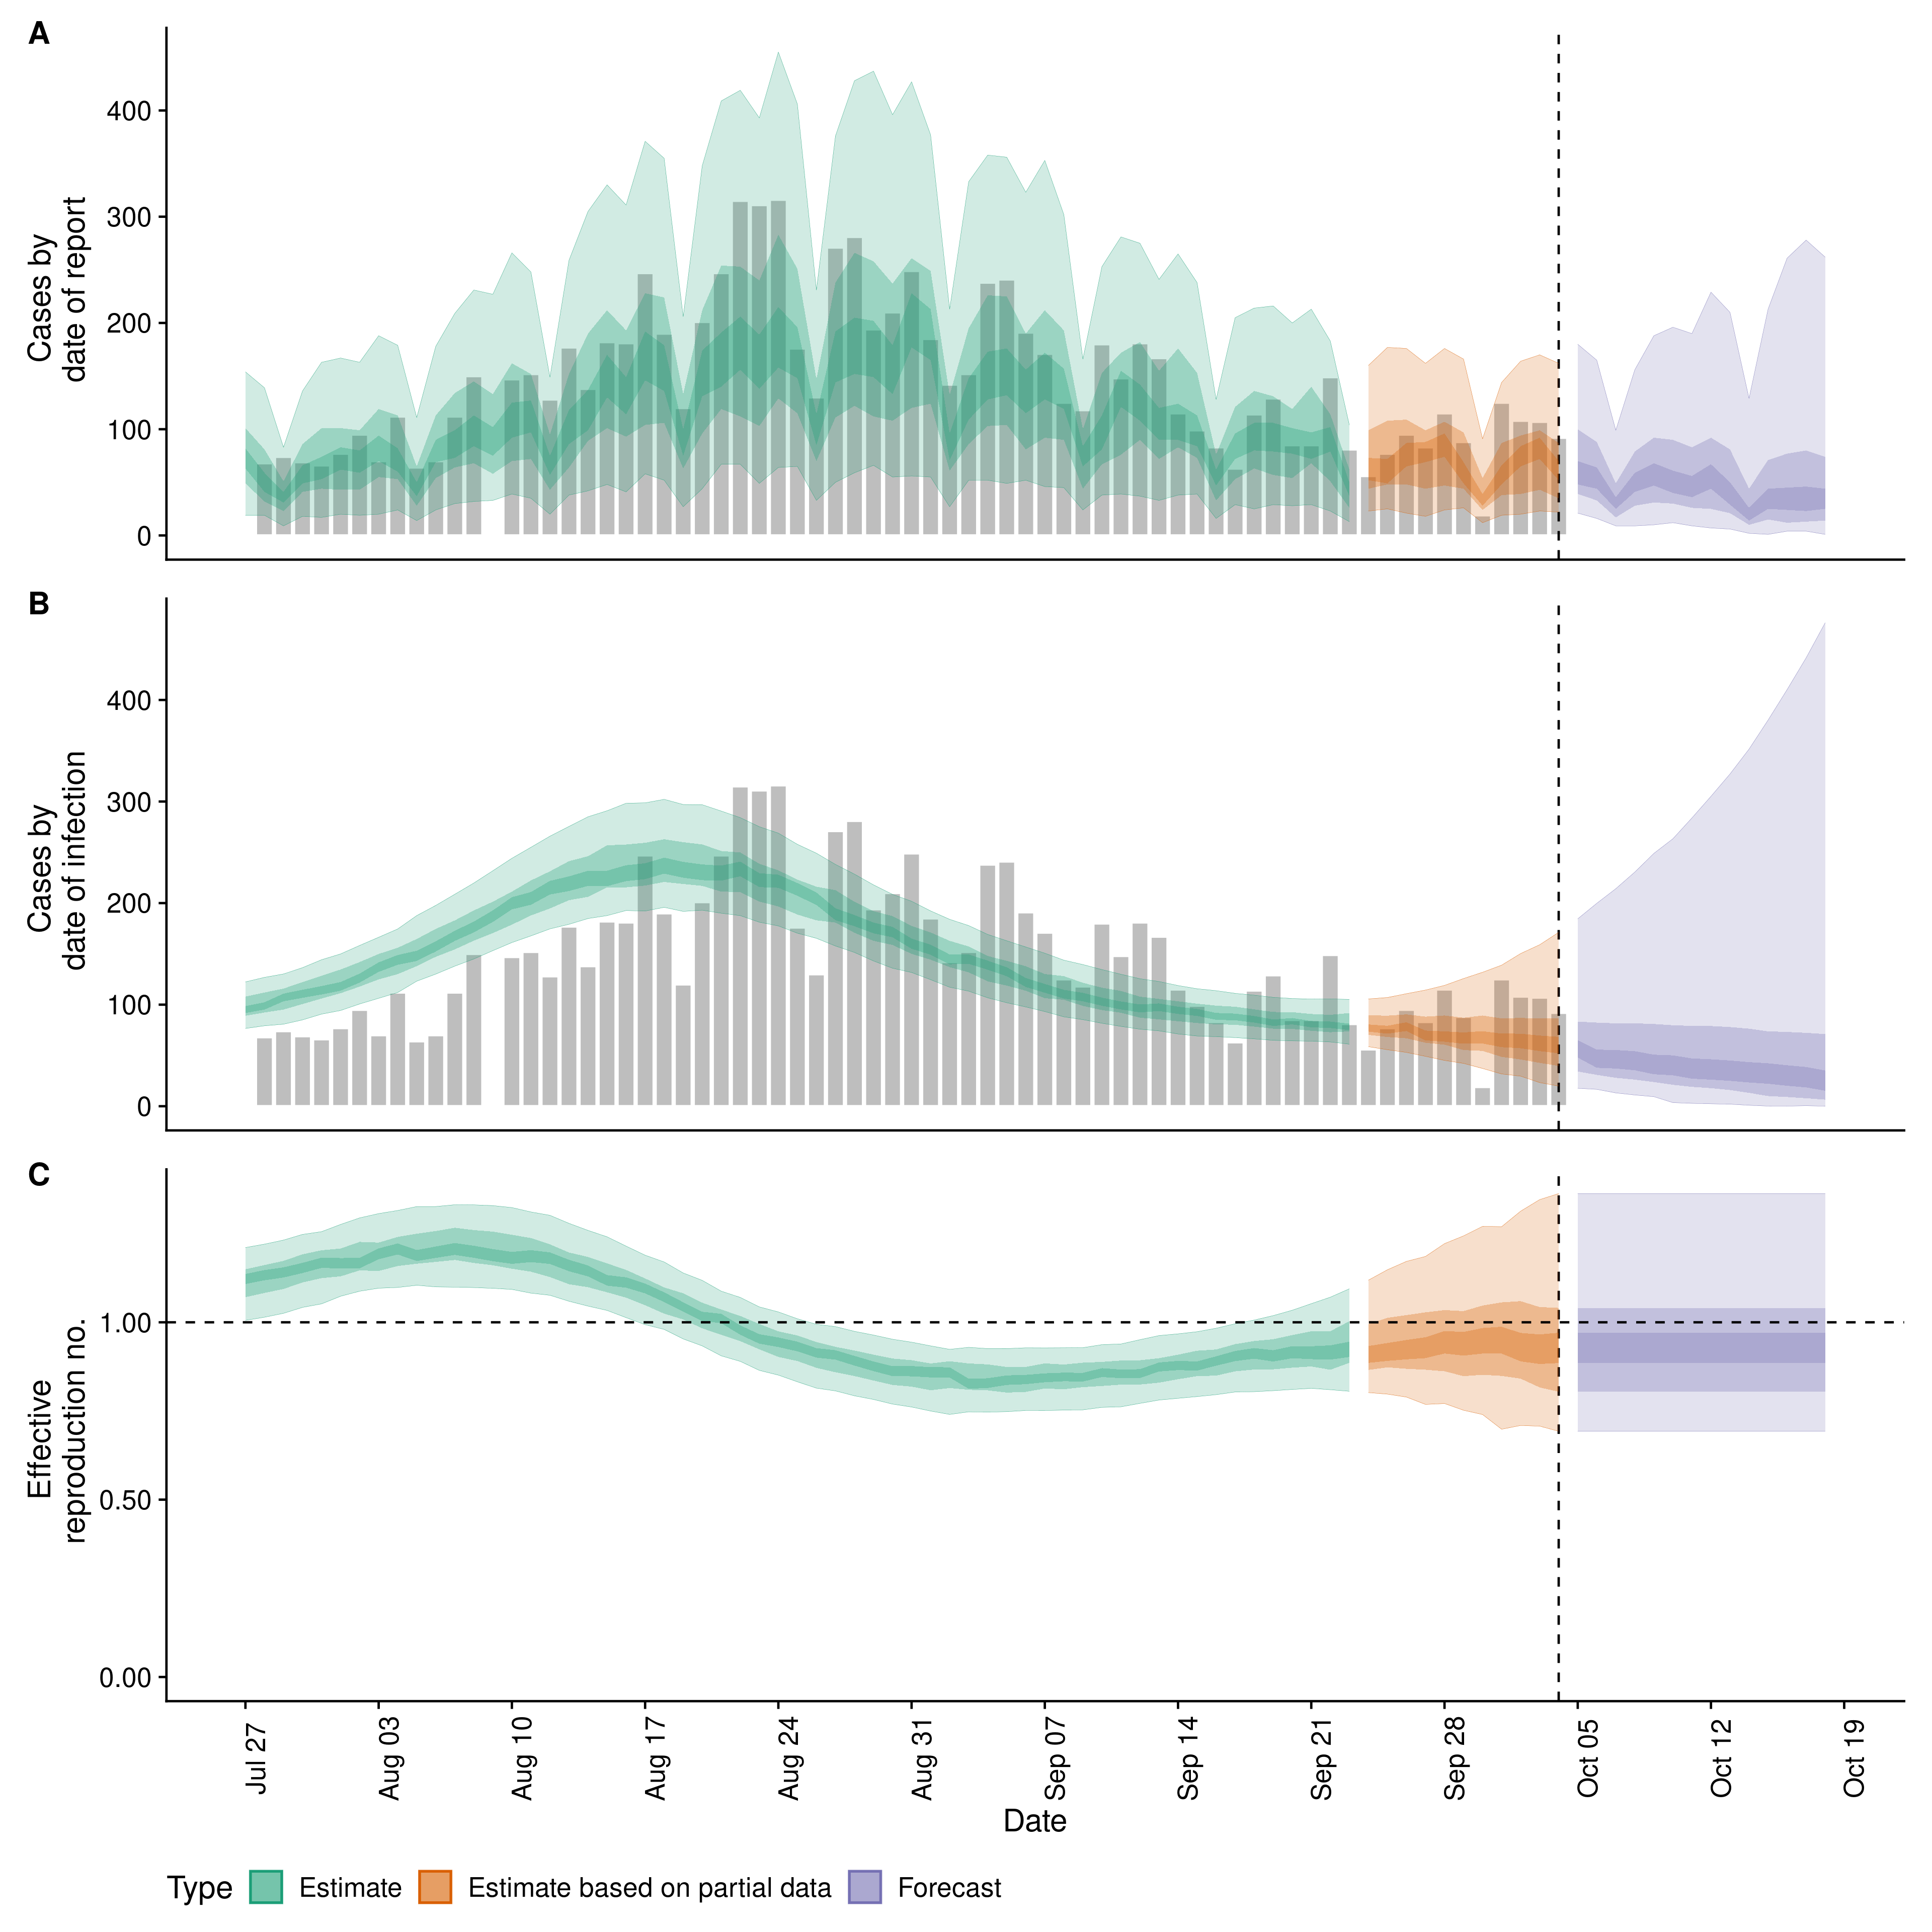 A
Cases by
date of report
400
300
200
100
0
B
Cases by
date of infection
400
300
200
100
0
C
Effective
reproduction no.
1.00
0.50
0.00
Jul 27
Aug 03
Aug 10
Aug 17
Aug 24
Aug 31
Sep 07
Sep 14
Sep 21
Sep 28
Oct 05
Oct 12
Oct 19
Date
Type Estimate Estimate based on partial data Forecast